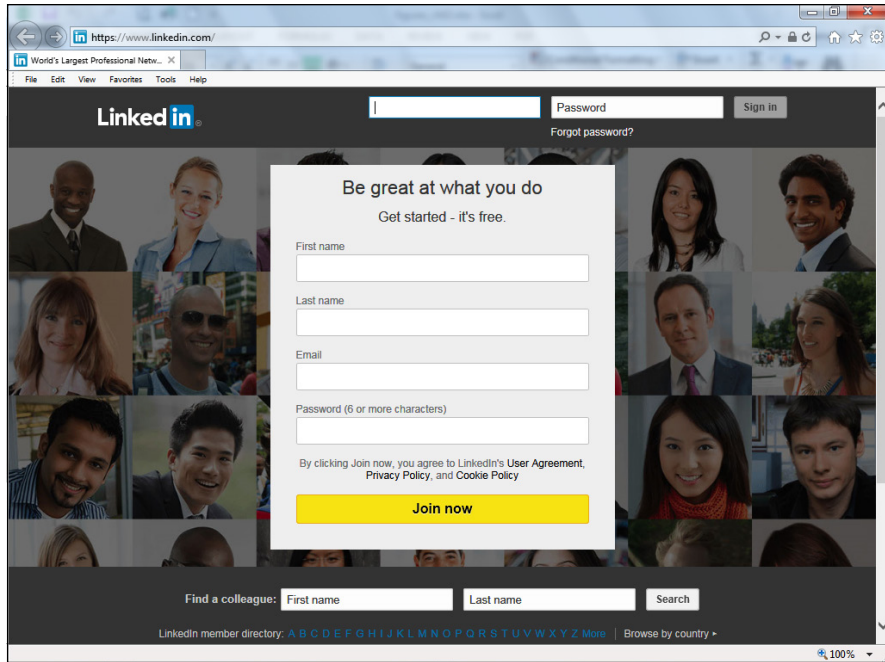 https://www.linkedin.com/
World's Largest Professional Netw...
File Edit View Favorites Tools Help
Linked in ®
Password
Sign in
Forgot password?
Be great at what you do
Get started - it's free.
First name
Last name
Email
Password (6 or more characters)
By clicking Join now, you agree to LinkedIn's User Agreement,
Privacy Policy, and Cookie Policy
Join now
Find a colleague: First name Last name Search
LinkedIn member directory: A B C D E F G H I J K L M N O P Q R S T U V W X Y Z More | Browse by country ▸
100%